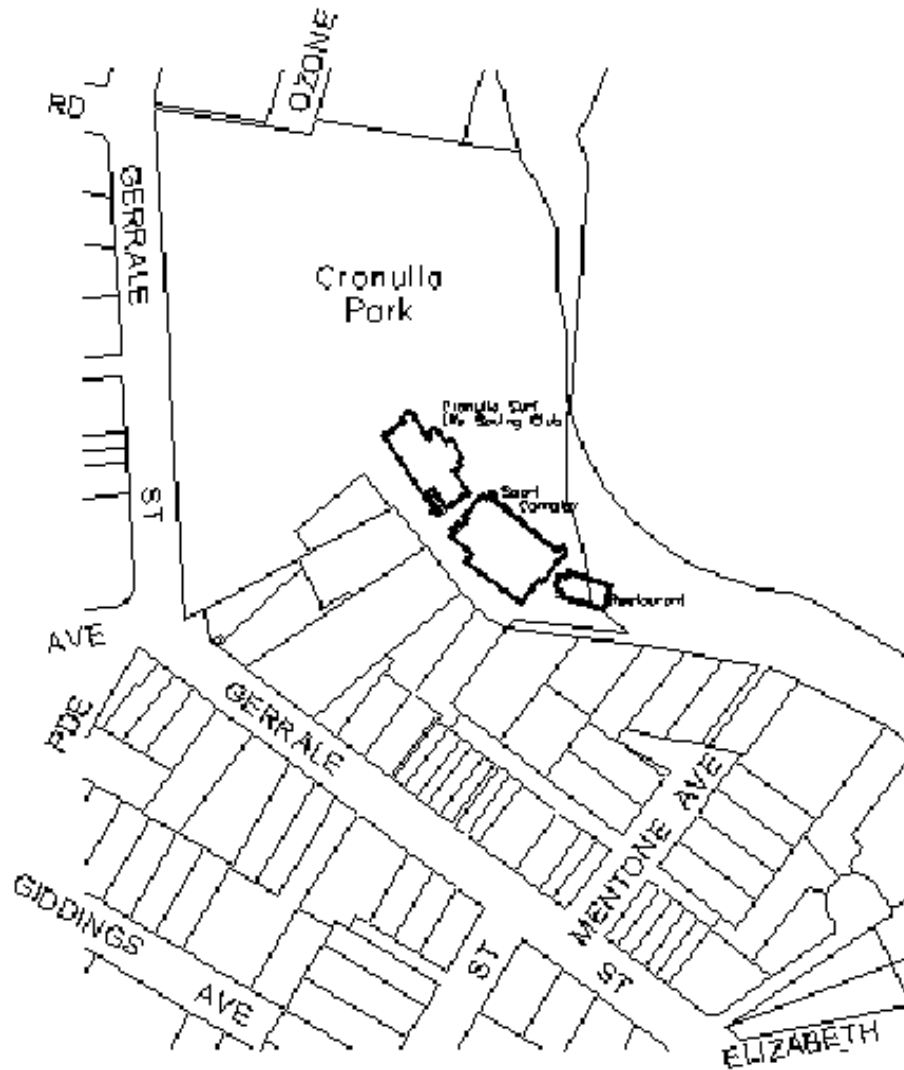 OZONE
RD
GERRALE
ST
Cronulla
Park
Cronulla Surf
Life Saving Club
Sport
Complex
Restaurant
AVE
PDE
GERRALE
ST
MENTONE AVE
GIDDINGS
AVE
ST
ELIZABETH